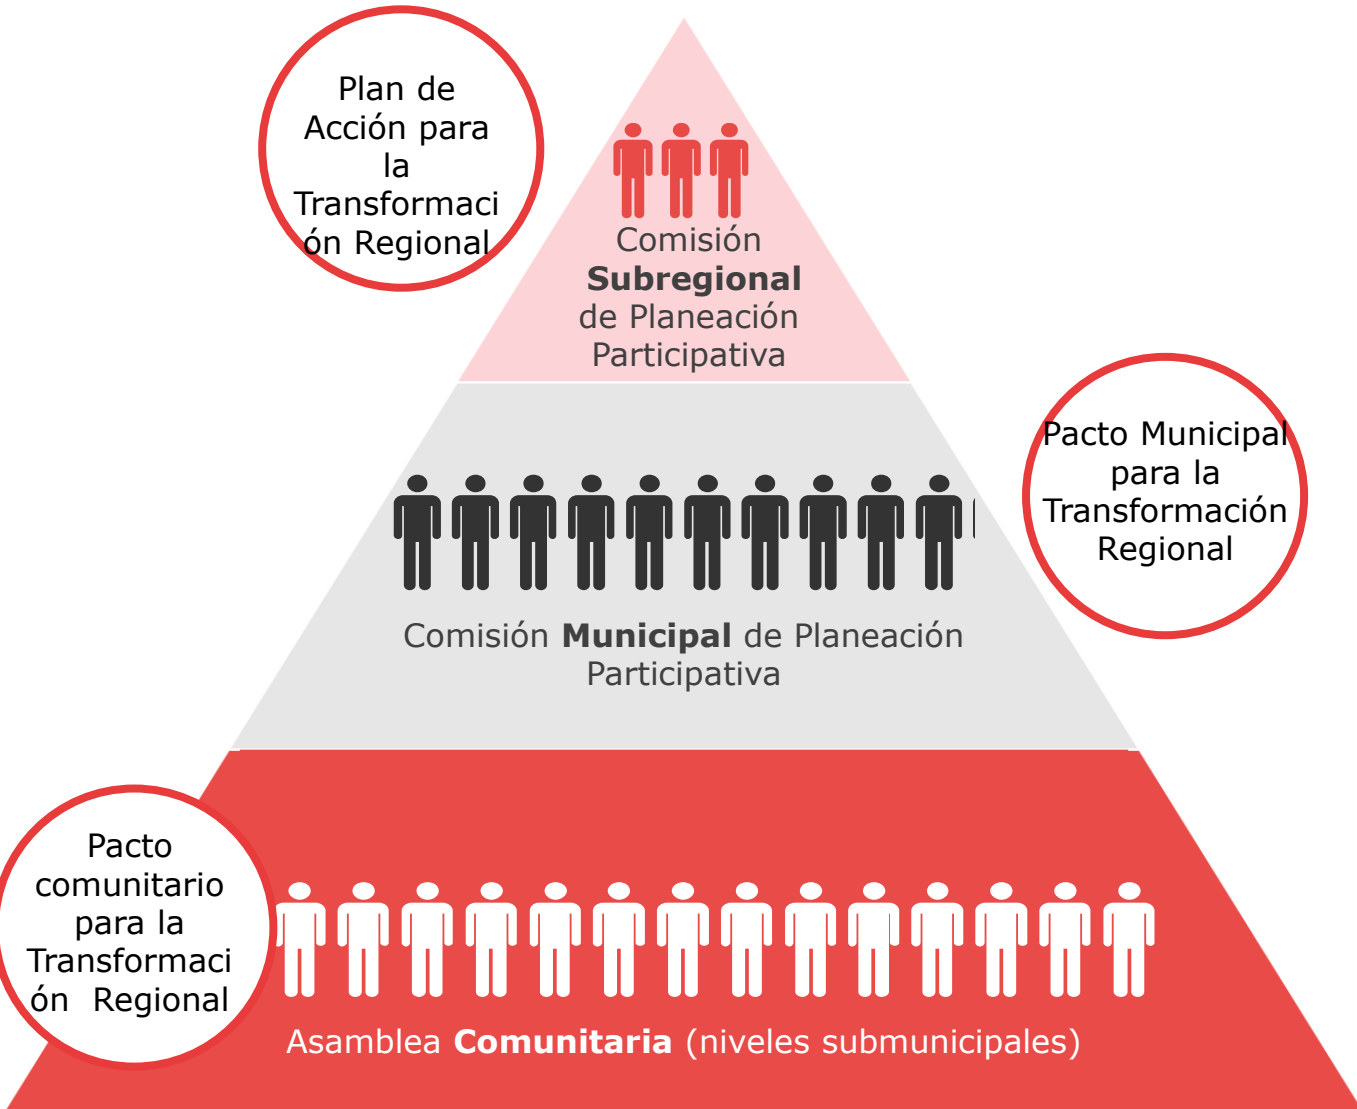 Plan de
Acción para
la
Transformaci
ón Regional
Comisión
Subregional
de Planeación
Participativa
Pacto Municipal
para la
Transformación
Regional
Comisión Municipal de Planeación
Participativa
Pacto
comunitario
para la
Transformaci
ón  Regional
Asamblea Comunitaria (niveles submunicipales)